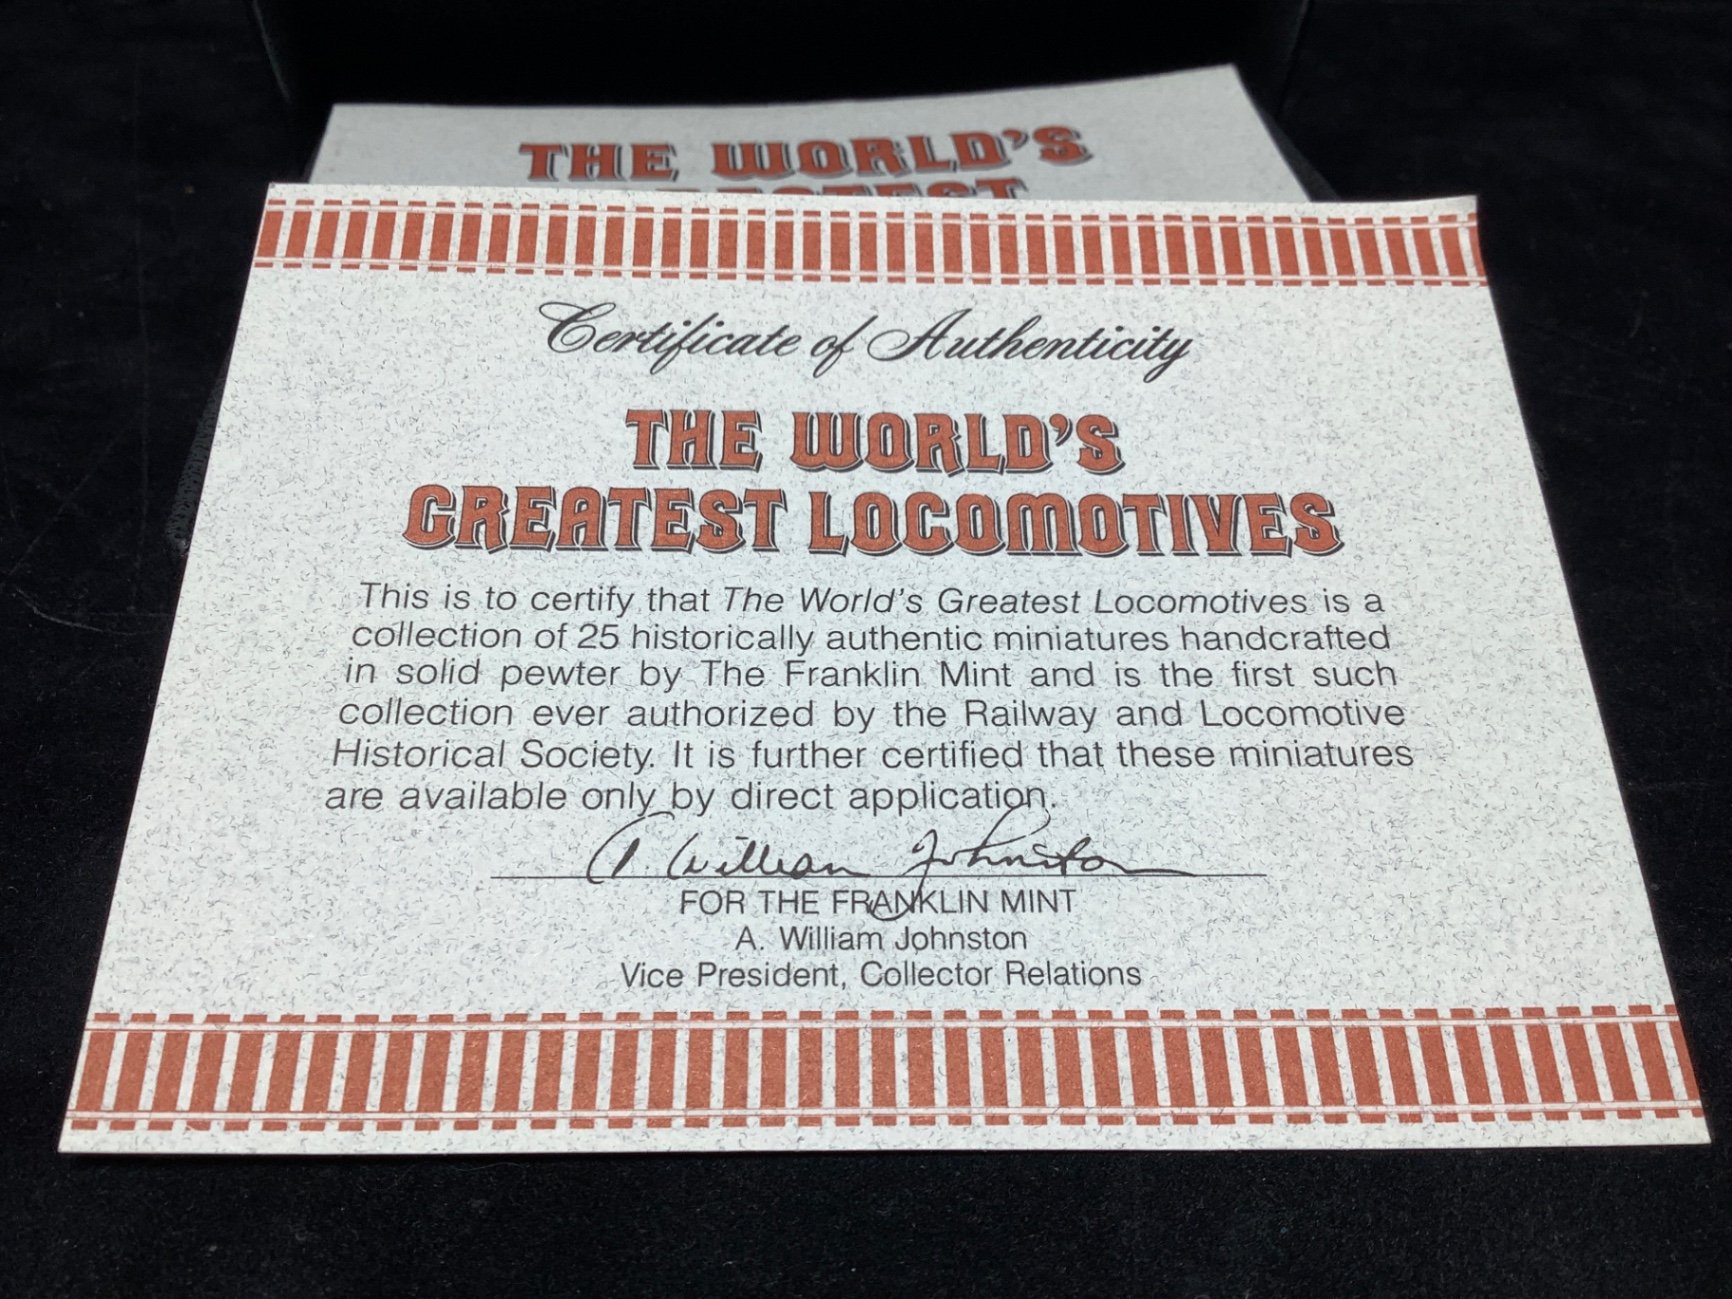 THE WORLD'S
GREATEST
Certificate of Authenticity
THE WORLD'S
GREATEST LOCOMOTIVES
This is to certify that The World's Greatest Locomotives is a
collection of 25 historically authentic miniatures handcrafted
in solid pewter by The Franklin Mint and is the first such
collection ever authorized by the Railway and Locomotive
Historical Society. It is further certified that these miniatures
are available only by direct application.
A. William Johnston
FOR THE FRANKLIN MINT
A. William Johnston
Vice President, Collector Relations